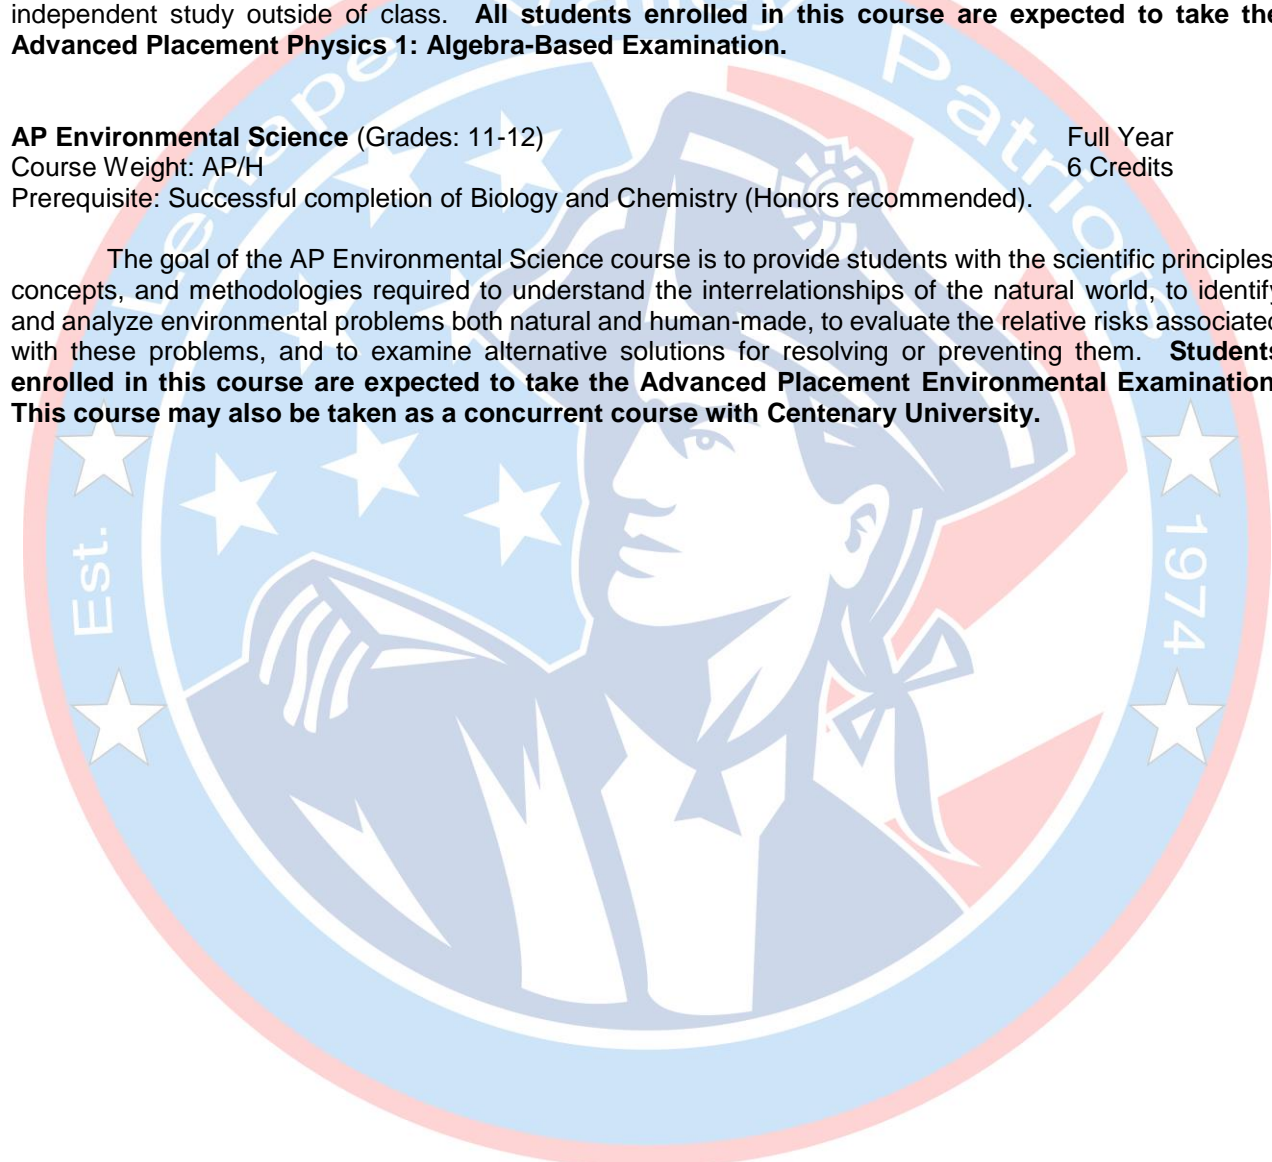 independent study outside of class. All students enrolled in this course are expected to take the
Advanced Placement Physics 1: Algebra-Based Examination.
AP Environmental Science (Grades: 11-12) Full Year
Course Weight: AP/H 6 Credits
Prerequisite: Successful completion of Biology and Chemistry (Honors recommended).
The goal of the AP Environmental Science course is to provide students with the scientific principles,
concepts, and methodologies required to understand the interrelationships of the natural world, to identify
and analyze environmental problems both natural and human-made, to evaluate the relative risks associated
with these problems, and to examine alternative solutions for resolving or preventing them. Students
enrolled in this course are expected to take the Advanced Placement Environmental Examination
This course may also be taken as a concurrent course with Centenary University.
Lenape Valley Patriots
Est. 1974